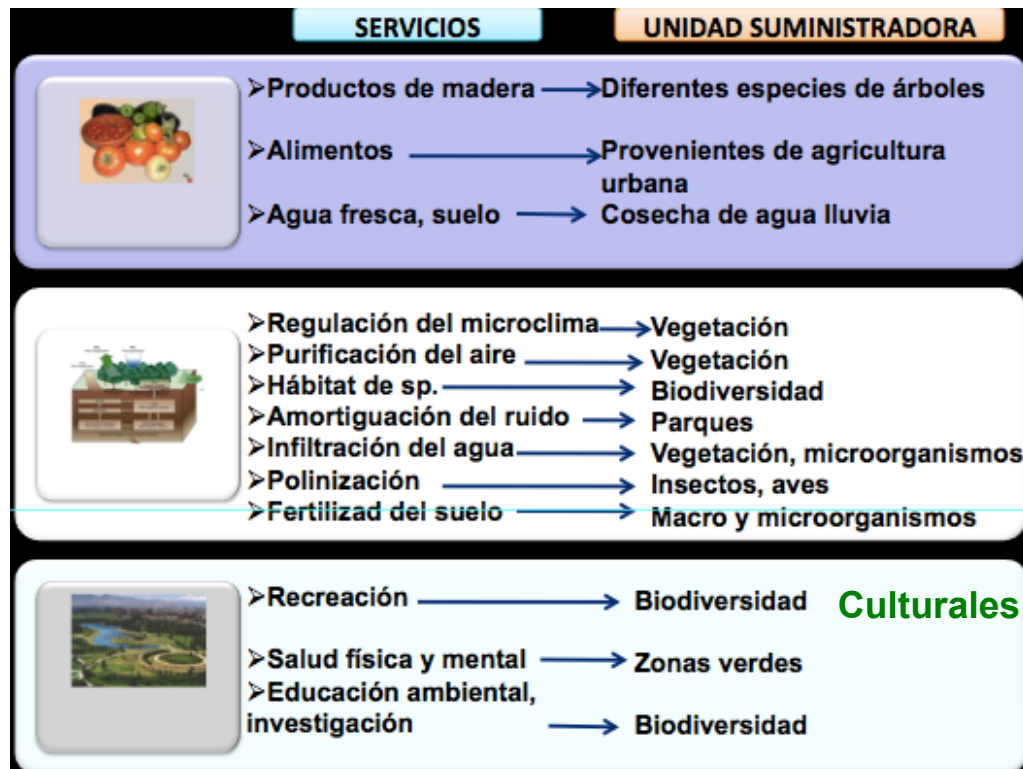 SERVICIOS UNIDAD SUMINISTRADORA
➢Productos de madera → Diferentes especies de árboles
➢Alimentos → Provenientes de agricultura
urbana
➢Agua fresca, suelo → Cosecha de agua lluvia
➢Regulación del microclima → Vegetación
➢Purificación del aire → Vegetación
➢Hábitat de sp. → Biodiversidad
➢Amortiguación del ruido → Parques
➢Infiltración del agua → Vegetación, microorganismos
➢Polinización → Insectos, aves
➢Fertilizad del suelo → Macro y microorganismos
➢Recreación → Biodiversidad Culturales
➢Salud física y mental → Zonas verdes
➢Educación ambiental,
investigación → Biodiversidad